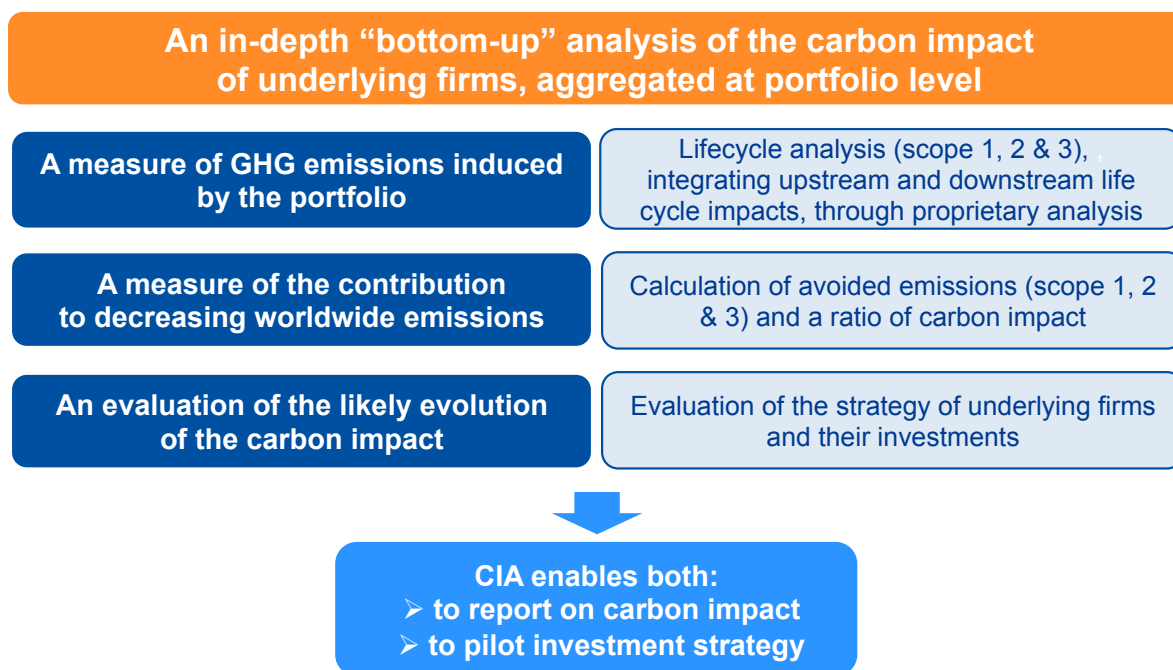 An in-depth “bottom-up” analysis of the carbon impact
of underlying firms, aggregated at portfolio level
A measure of GHG emissions induced
by the portfolio
Lifecycle analysis (scope 1, 2 & 3), ,
integrating upstream and downstream life
cycle impacts, through proprietary analysis
A measure of the contribution
to decreasing worldwide emissions
Calculation of avoided emissions (scope 1, 2
& 3) and a ratio of carbon impact
An evaluation of the likely evolution
of the carbon impact
Evaluation of the strategy of underlying firms
and their investments
CIA enables both:
➢ to report on carbon impact
➢ to pilot investment strategy